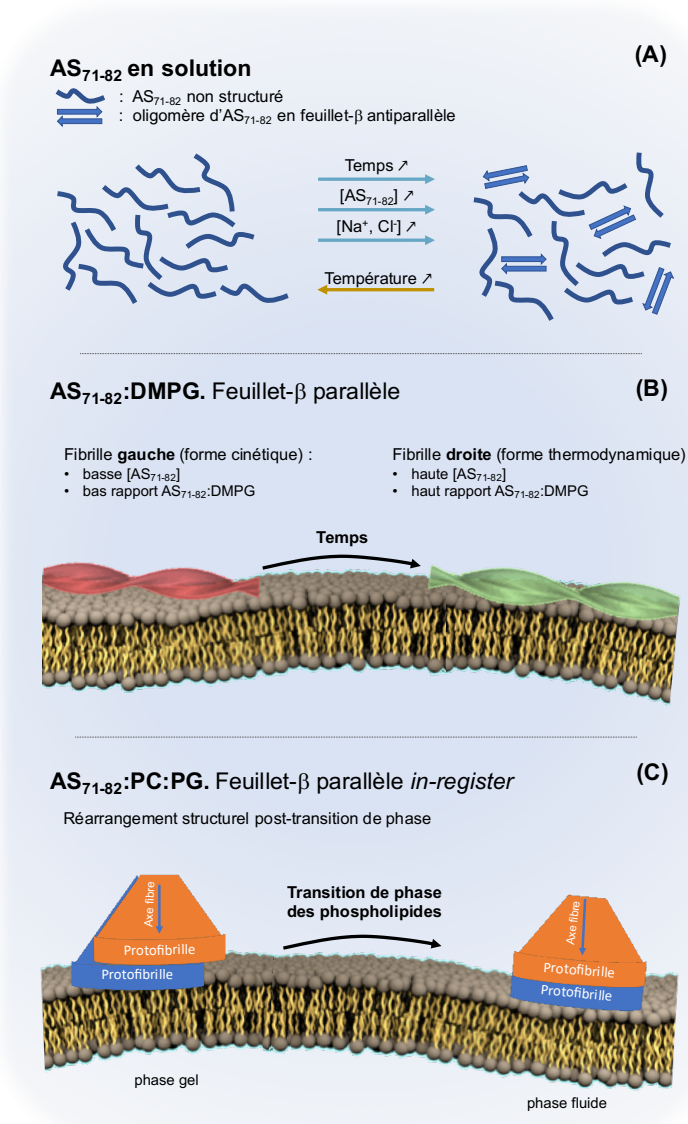 (A)
AS71-82 en solution
: AS71-82 non structuré
: oligomère d'AS71-82 en feuillet-β antiparallèle
Temps ↗
[AS71-82] ↗
[Na+, Cl-] ↗
Température ↗
(B)
AS71-82:DMPG. Feuillet-β parallèle
Fibrille gauche (forme cinétique) :
• basse [AS71-82]
• bas rapport AS71-82:DMPG
Fibrille droite (forme thermodynamique)
• haute [AS71-82]
• haut rapport AS71-82:DMPG
Temps
(C)
AS71-82:PC:PG. Feuillet-β parallèle in-register
Réarrangement structurel post-transition de phase
Axe fibre
Protofibrille
Protofibrille
Transition de phase
des phospholipides
Axe fibre
Protofibrille
Protofibrille
phase gel
phase fluide